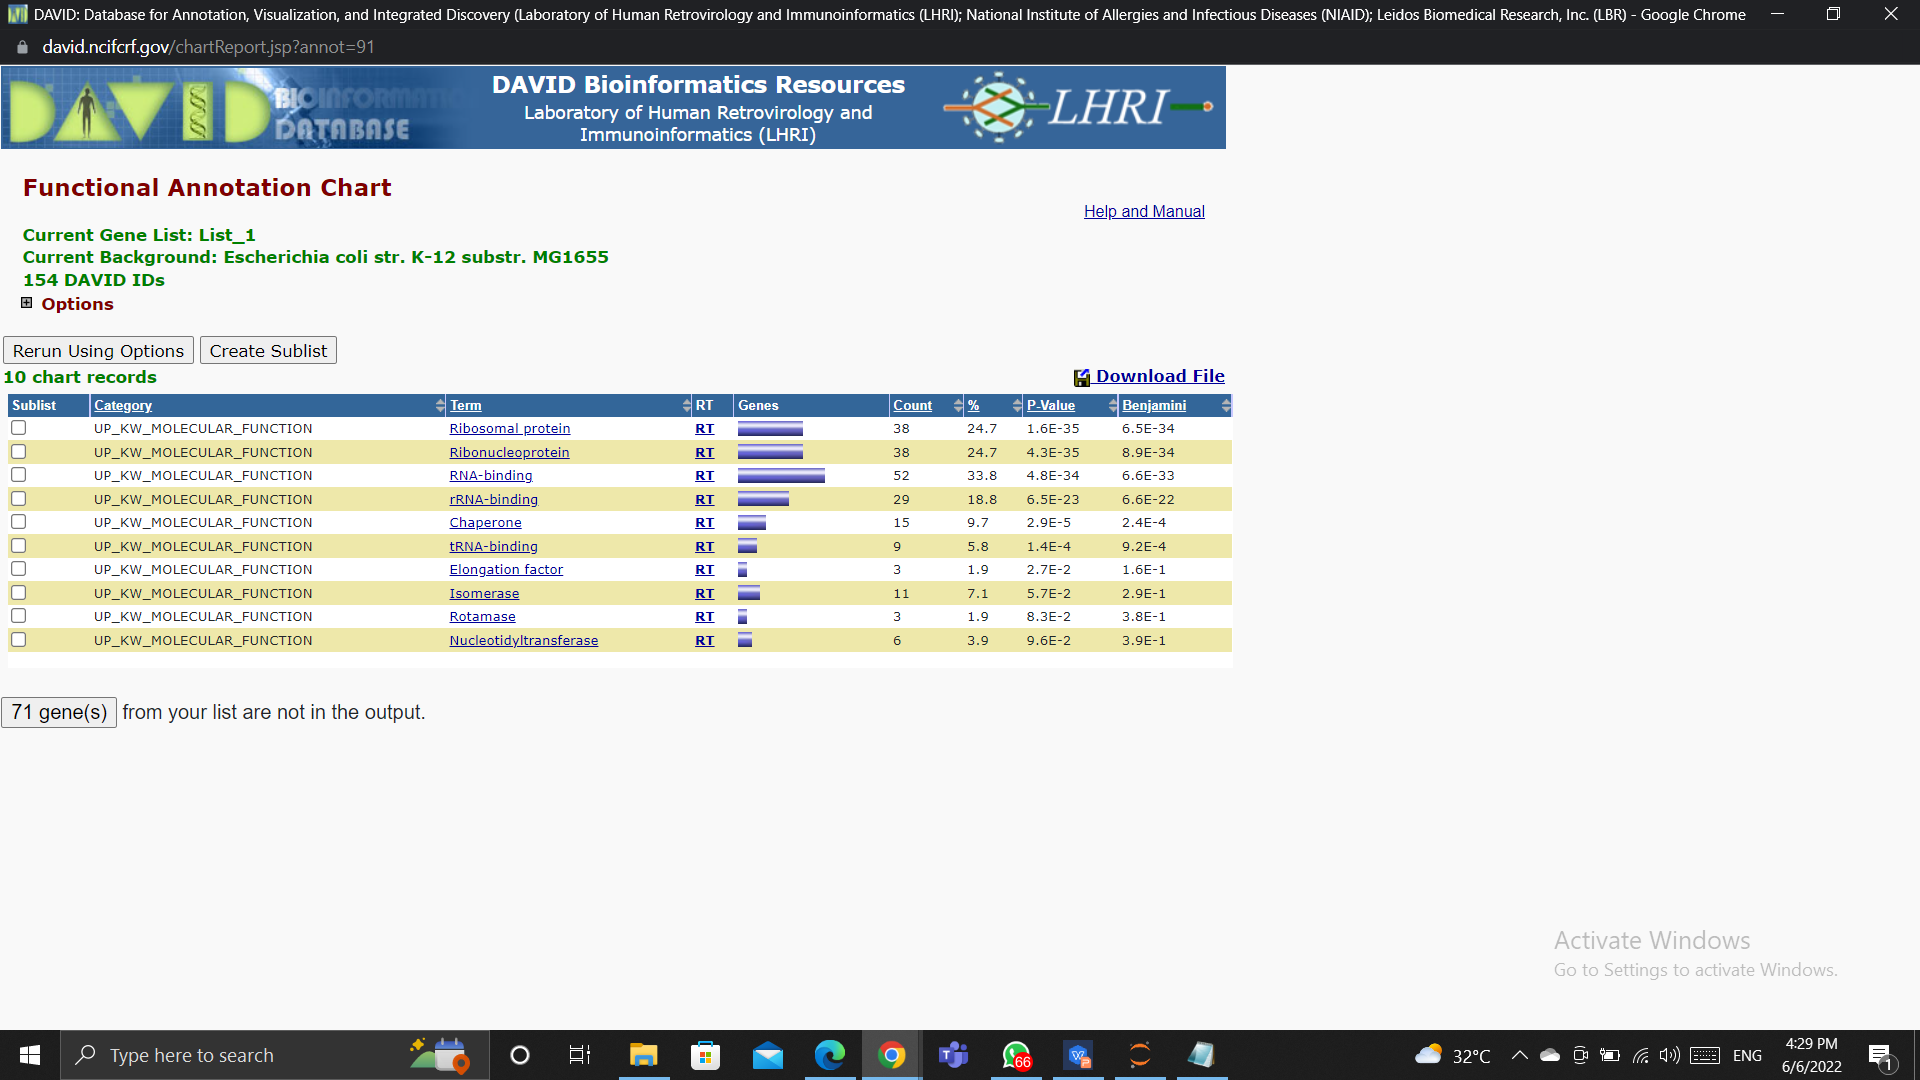 DAVID: Database for Annotation, Visualization, and Integrated Discovery (Laboratory of Human Retrovirology and Immunoinformatics (LHRI); National Institute of Allergies and Infectious Diseases (NIAID); Leidos Biomedical Research, Inc. (LBR) - Google Chrome
david.ncifcrf.gov/chartReport.jsp?annot=91
DAVID BIOINFORMATICS DATABASE
DAVID Bioinformatics Resources
Laboratory of Human Retrovirology and
Immunoinformatics (LHRI)
LHRI
Functional Annotation Chart
Help and Manual
Current Gene List: List_1
Current Background: Escherichia coli str. K-12 substr. MG1655
154 DAVID IDs
Options
Rerun Using Options Create Sublist
10 chart records Download File
Sublist Category Term RT Genes Count % P-Value Benjamini
UP_KW_MOLECULAR_FUNCTION Ribosomal protein RT 38 24.7 1.6E-35 6.5E-34
UP_KW_MOLECULAR_FUNCTION Ribonucleoprotein RT 38 24.7 4.3E-35 8.9E-34
UP_KW_MOLECULAR_FUNCTION RNA-binding RT 52 33.8 4.8E-34 6.6E-33
UP_KW_MOLECULAR_FUNCTION rRNA-binding RT 29 18.8 6.5E-23 6.6E-22
UP_KW_MOLECULAR_FUNCTION Chaperone RT 15 9.7 2.9E-5 2.4E-4
UP_KW_MOLECULAR_FUNCTION tRNA-binding RT 9 5.8 1.4E-4 9.2E-4
UP_KW_MOLECULAR_FUNCTION Elongation factor RT 3 1.9 2.7E-2 1.6E-1
UP_KW_MOLECULAR_FUNCTION Isomerase RT 11 7.1 5.7E-2 2.9E-1
UP_KW_MOLECULAR_FUNCTION Rotamase RT 3 1.9 8.3E-2 3.8E-1
UP_KW_MOLECULAR_FUNCTION Nucleotidyltransferase RT 6 3.9 9.6E-2 3.9E-1
71 gene(s) from your list are not in the output.
Activate Windows
Go to Settings to activate Windows.
Type here to search 66 32°C ENG 4:29 PM
6/6/2022 1